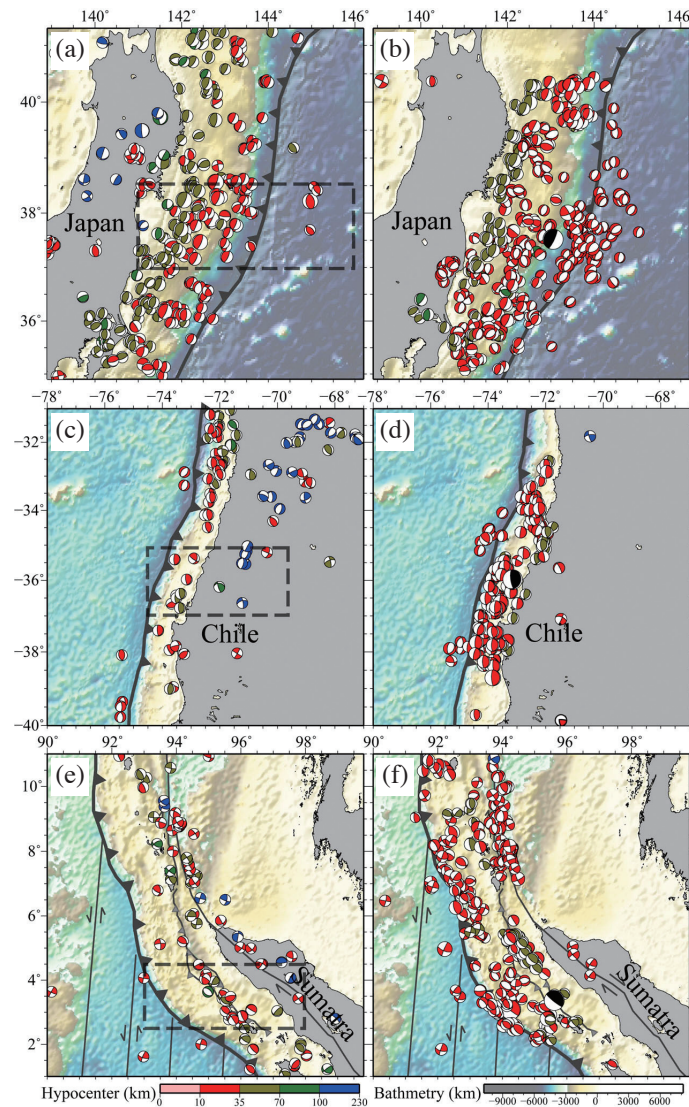 140° 142° 144° 146° 140° 142° 144° 146°
(a) (b)
40°
38°
Japan Japan
36°
−78° −76° −74° −72° −70° −68° −78° −76° −74° −72° −70° −68°
(c) (d)
−32°
−34°
−36°
Chile Chile
−38°
−40°
90 92° 94° 96° 98° 90 92° 94° 96° 98°
(e) (f)
10°
8°
6°
4°
Sumatra Sumatra
2°
Hypocenter (km) Bathmetry (km)
0 10 35 70 100 230 −9000 −6000 −3000 0 3000 6000